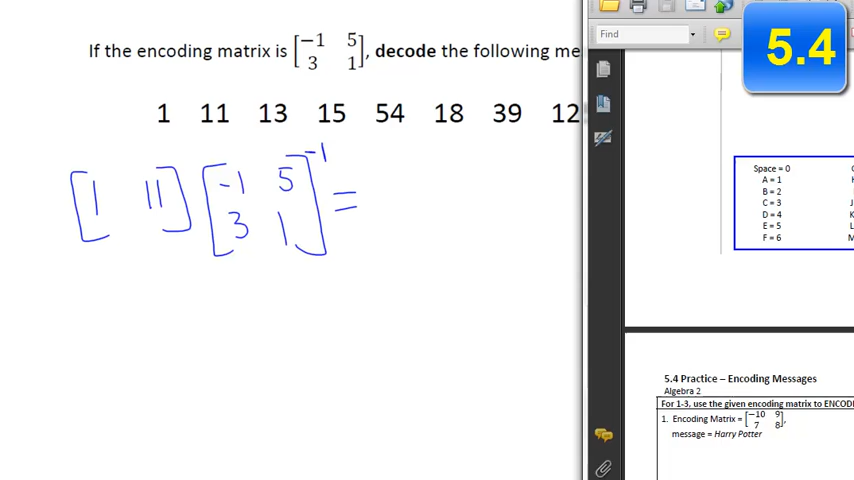 If the encoding matrix is [−1 5
3 1], decode the following me
1 11 13 15 54 18 39 12
[1 11] [-1 5
3 1]^-1 =
Find
5.4
Space = 0
A = 1
B = 2
C = 3
D = 4
E = 5
F = 6
5.4 Practice – Encoding Messages
Algebra 2
For 1-3, use the given encoding matrix to ENCODE
1. Encoding Matrix = [−10 9
7 8],
message = Harry Potter